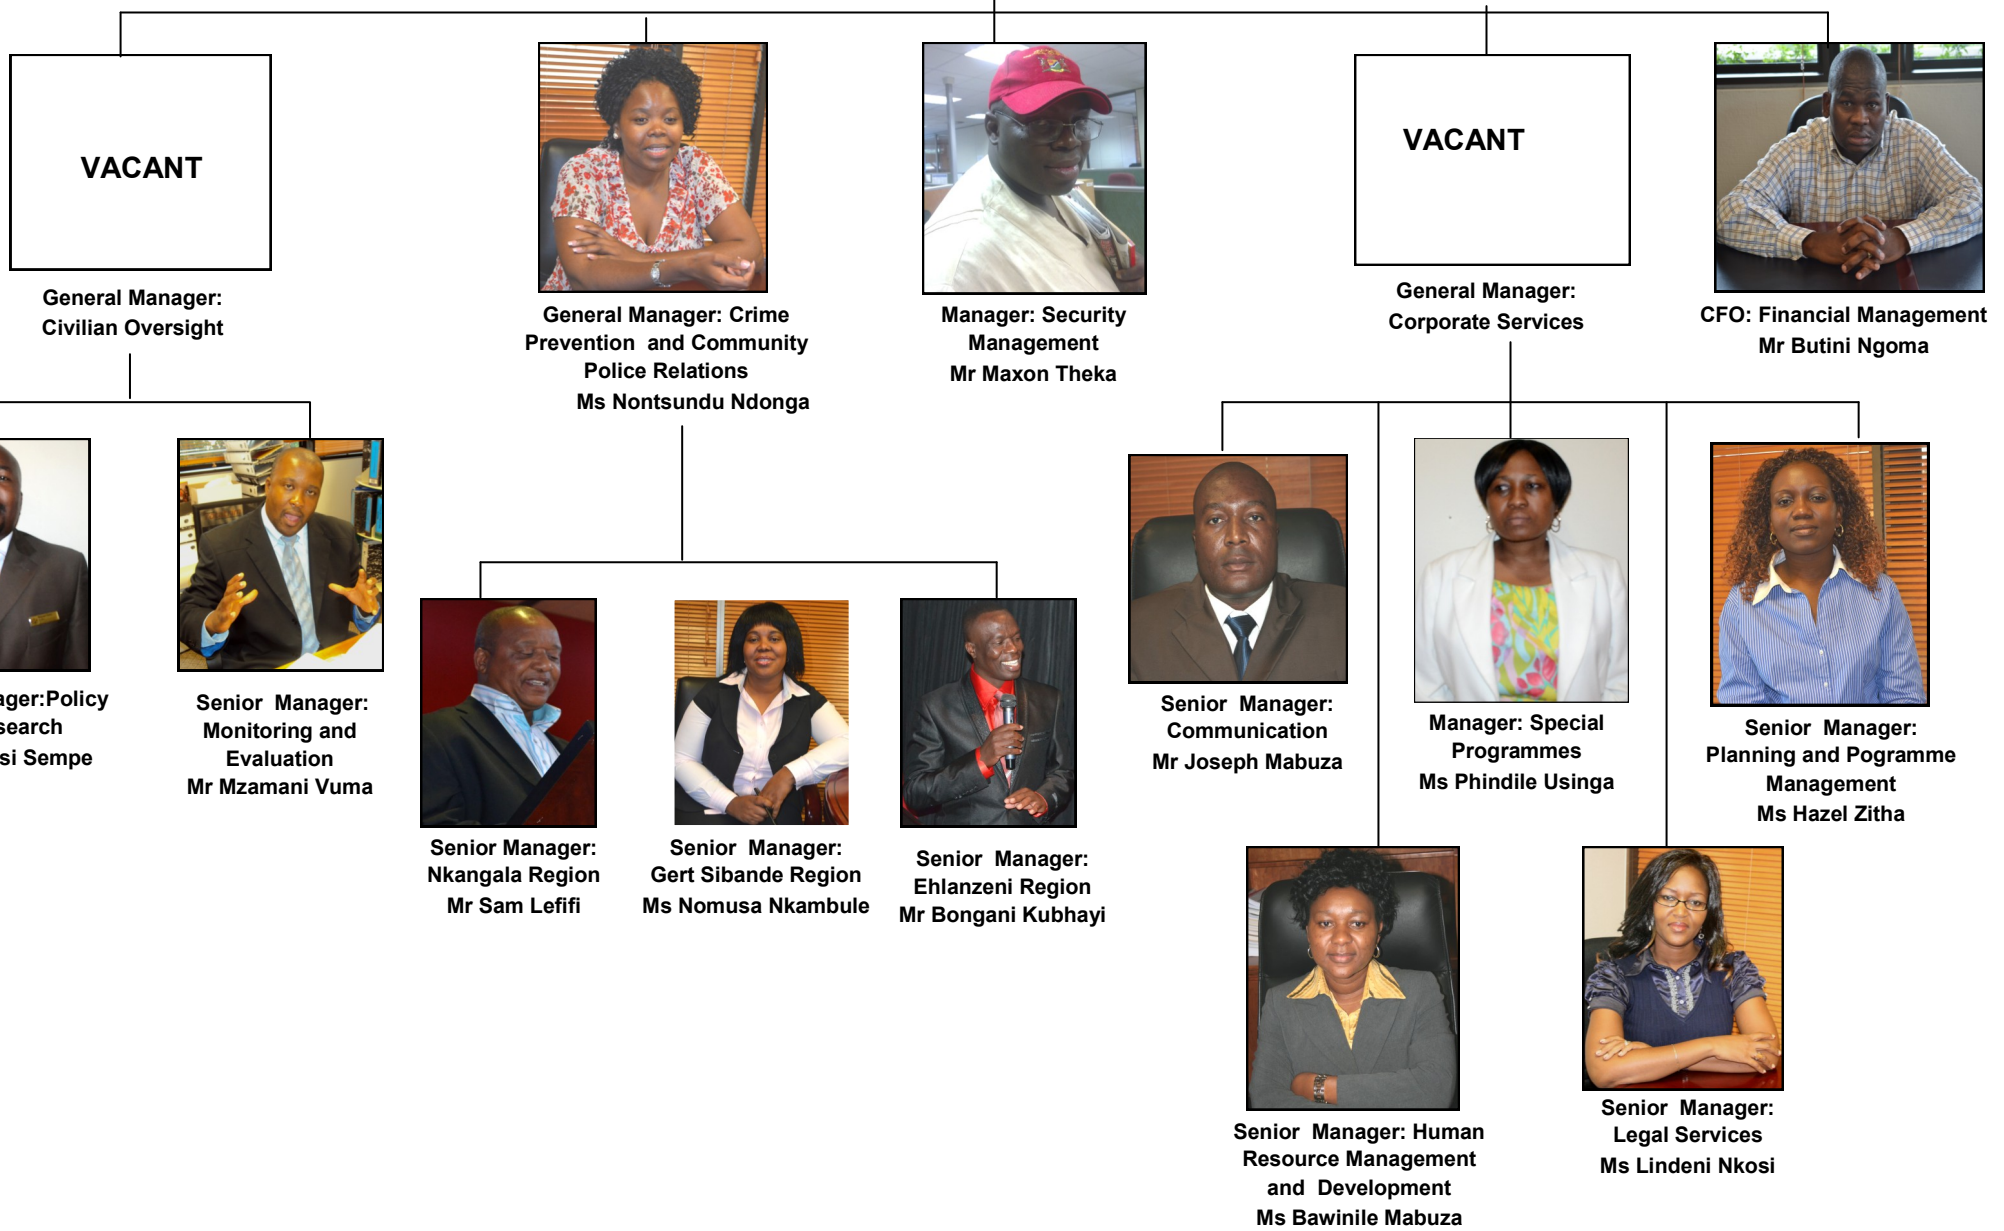 VACANT
General Manager:
Civilian Oversight
General Manager: Crime
Prevention and Community
Police Relations
Ms Nontsundu Ndonga
Manager: Security
Management
Mr Maxon Theka
VACANT
General Manager:
Corporate Services
CFO: Financial Management
Mr Butini Ngoma
ager:Policy
search
si Sempe
Senior Manager:
Monitoring and
Evaluation
Mr Mzamani Vuma
Senior Manager:
Nkangala Region
Mr Sam Lefifi
Senior Manager:
Gert Sibande Region
Ms Nomusa Nkambule
Senior Manager:
Ehlanzeni Region
Mr Bongani Kubhayi
Senior Manager:
Communication
Mr Joseph Mabuza
Manager: Special
Programmes
Ms Phindile Usinga
Senior Manager:
Planning and Pogramme
Management
Ms Hazel Zitha
Senior Manager: Human
Resource Management
and Development
Ms Bawinile Mabuza
Senior Manager:
Legal Services
Ms Lindeni Nkosi